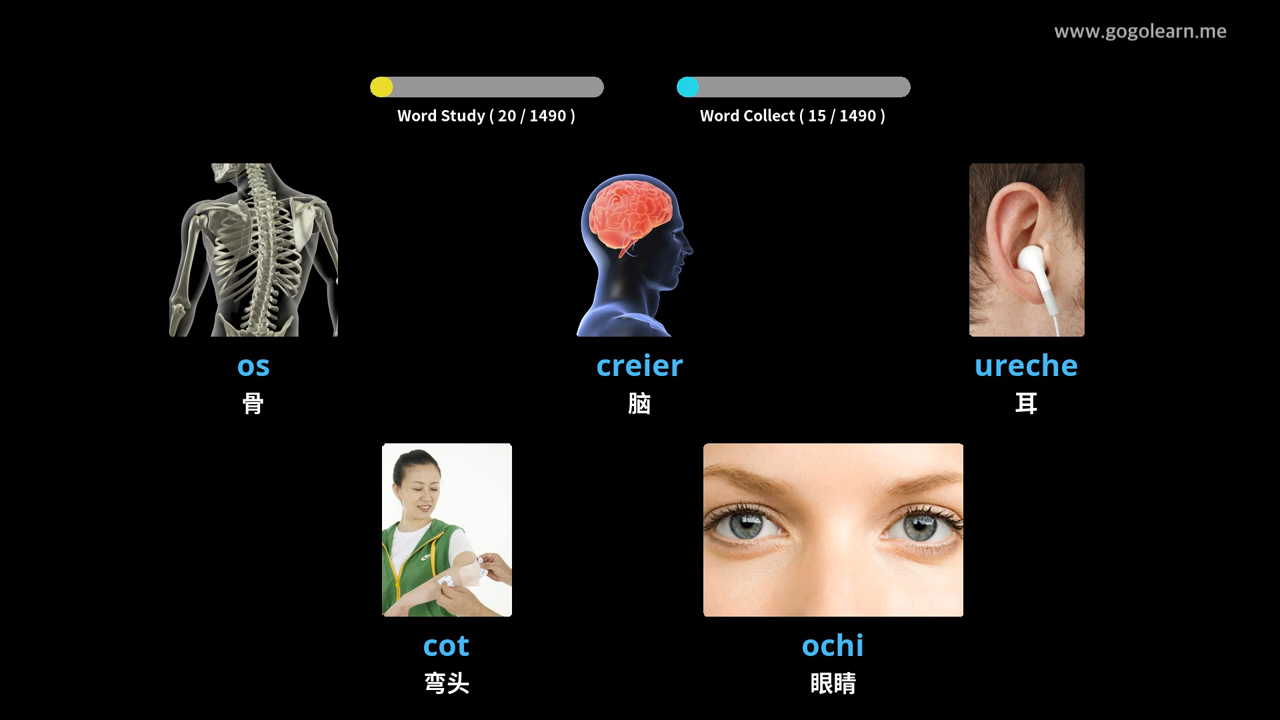 www.gogolearn.me
Word Study ( 20 / 1490 )
Word Collect ( 15 / 1490 )
os
骨
creier
脑
ureche
耳
cot
弯头
ochi
眼睛